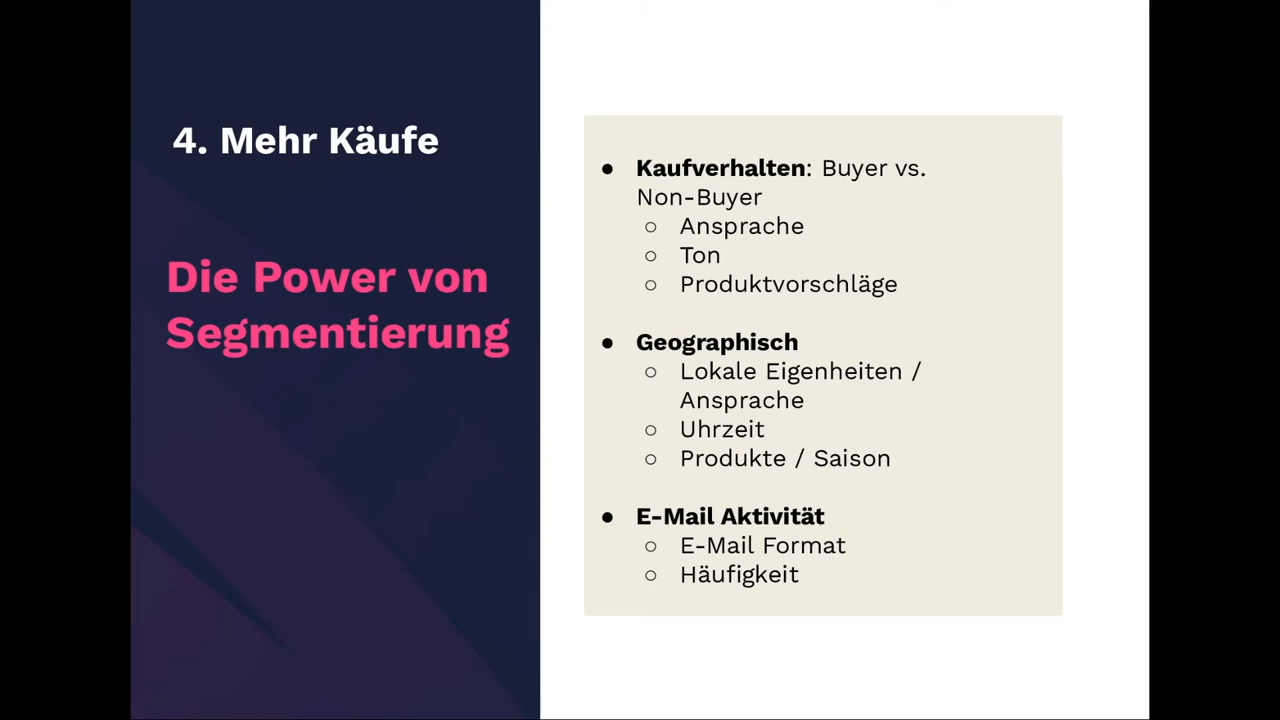 4. Mehr Käufe
Die Power von
Segmentierung
● Kaufverhalten: Buyer vs.
Non-Buyer
○ Ansprache
○ Ton
○ Produktvorschläge
● Geographisch
○ Lokale Eigenheiten /
Ansprache
○ Uhrzeit
○ Produkte / Saison
● E-Mail Aktivität
○ E-Mail Format
○ Häufigkeit